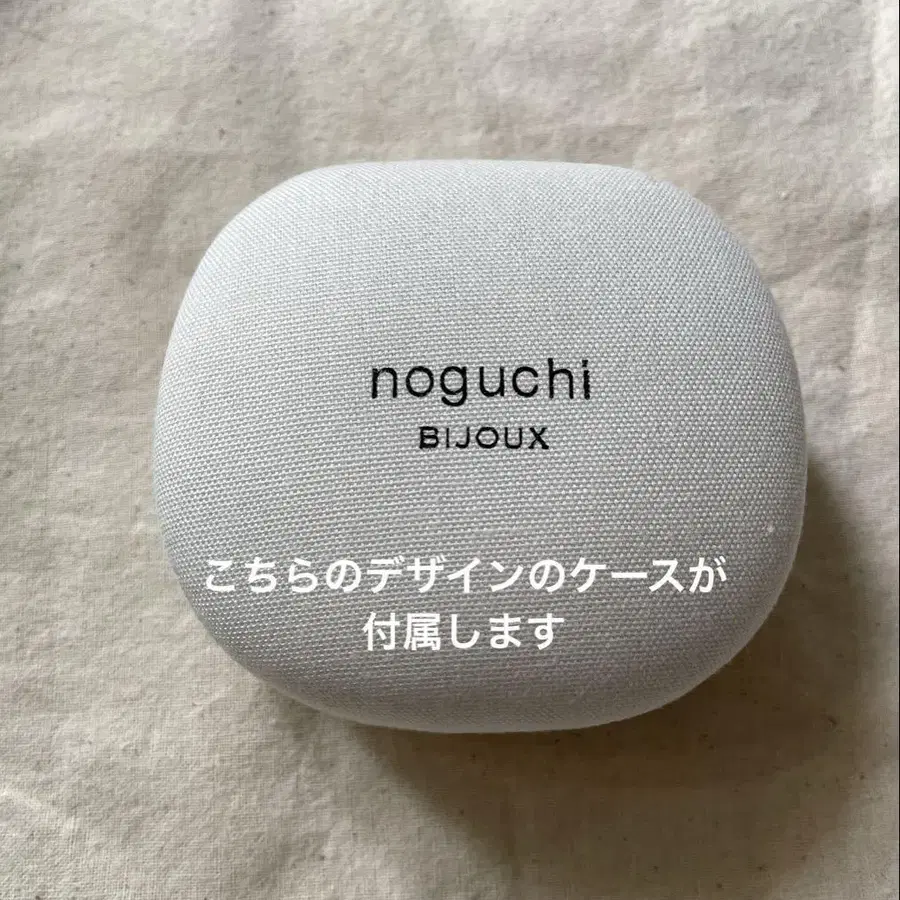 noguchi
BIJOUX
こちらのデザインのケースが
付属します